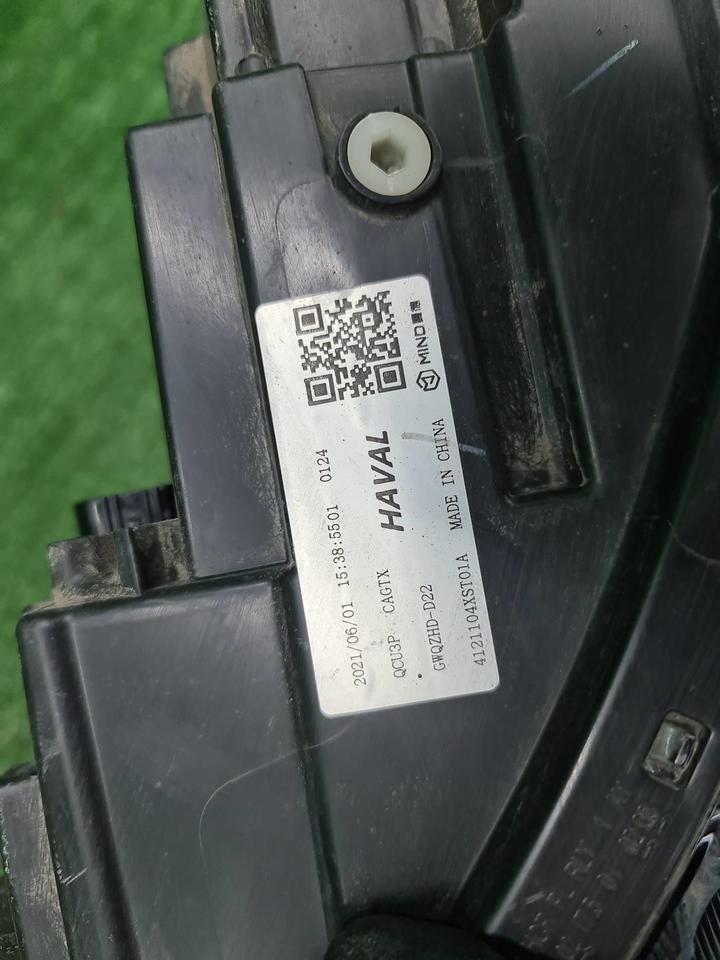 2021/06/01 15:38:5501 0124
QCU3P CAGTX HAVAL
GWQZHD-D22
4121104XST01A MADE IN CHINA
MIND